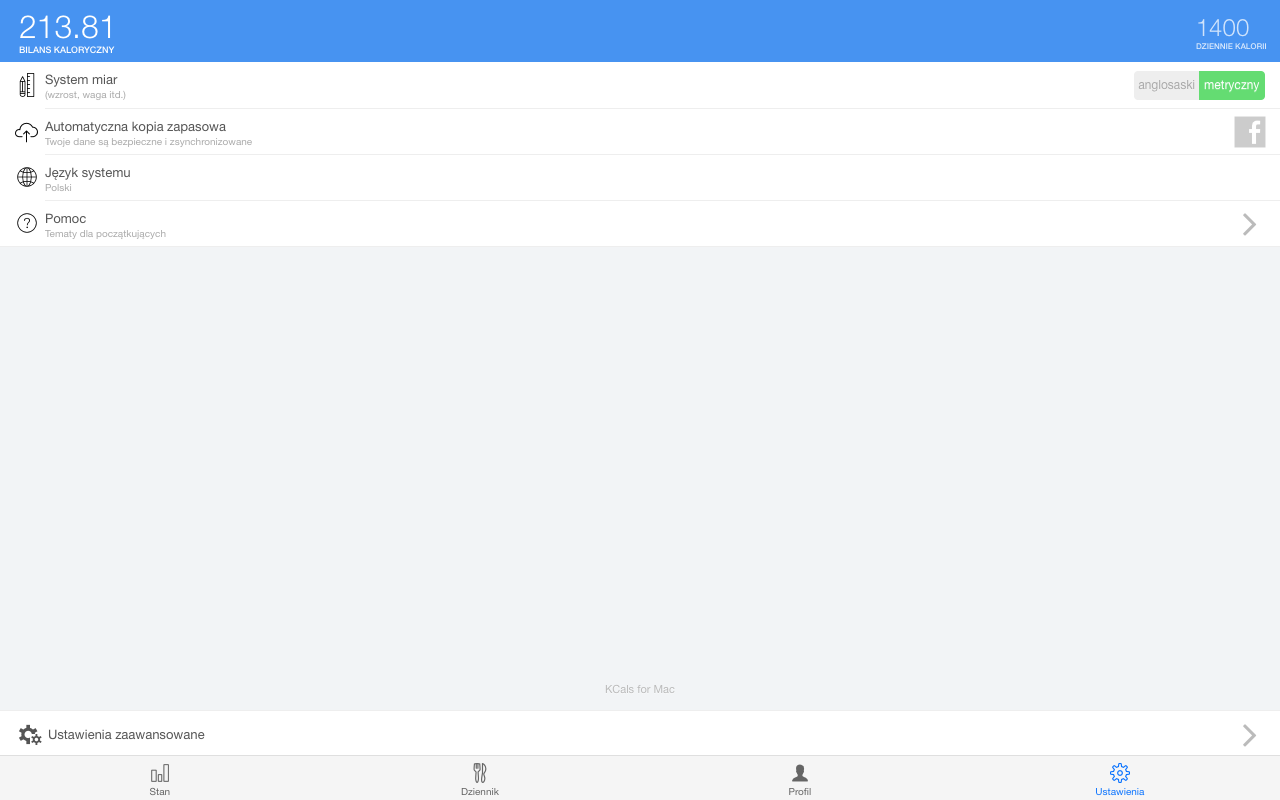 213.81
BILANS KALORYCZNY
1400
DZIENNIE KALORII
System miar
(wzrost, waga itd.)
anglosaski metryczny
Automatyczna kopia zapasowa
Twoje dane są bezpieczne i zsynchronizowane
Język systemu
Polski
Pomoc
Tematy dla początkujących
KCals for Mac
Ustawienia zaawansowane
Stan
Dziennik
Profil
Ustawienia